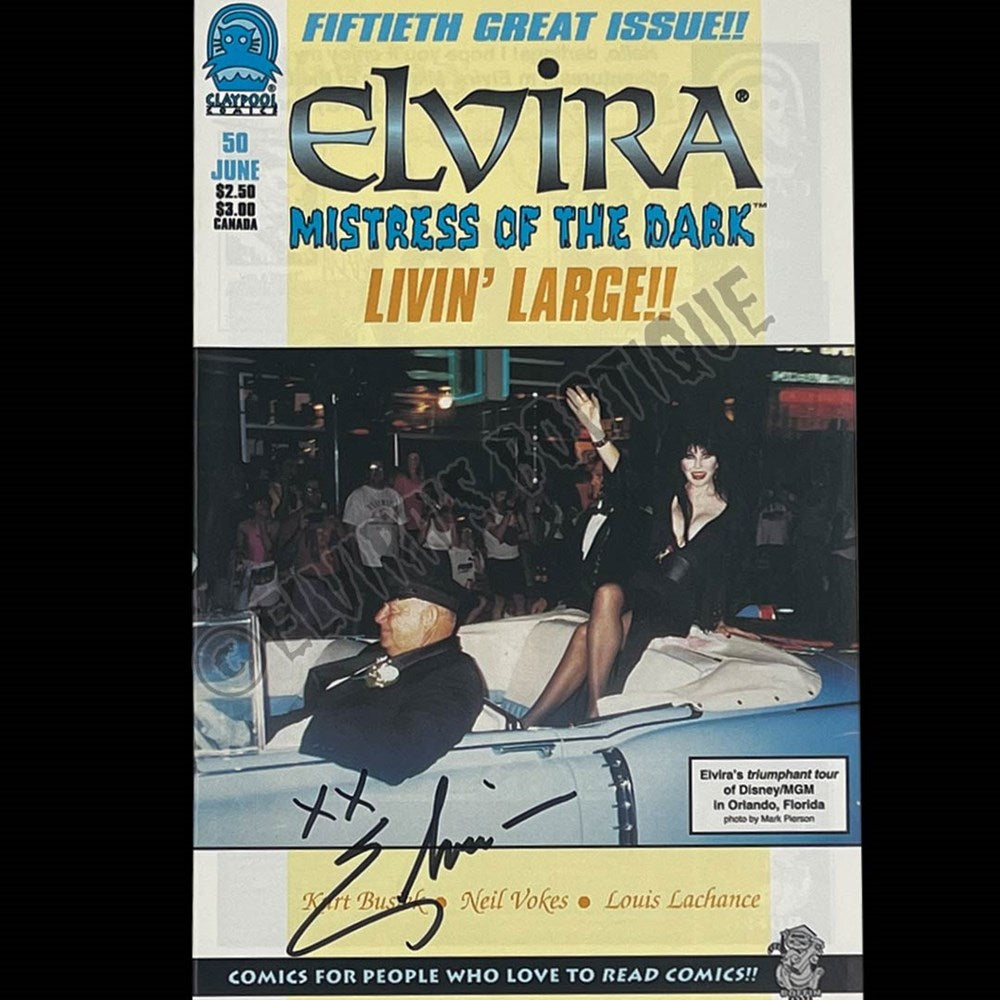 FIFTIETH GREAT ISSUE!!
CLAYPOOL
COMICS
ELVIRA®
MISTRESS OF THE DARK™
50
JUNE
$2.50
$3.00
CANADA
LIVIN' LARGE!!
© ELVIRA'S BOOTIQUE
Elvira's triumphant tour
of Disney/MGM
in Orlando, Florida
photo by Mark Pierson
xx
Elvira
Kurt Busiek • Neil Vokes • Louis Lachance
COMICS FOR PEOPLE WHO LOVE TO READ COMICS!!